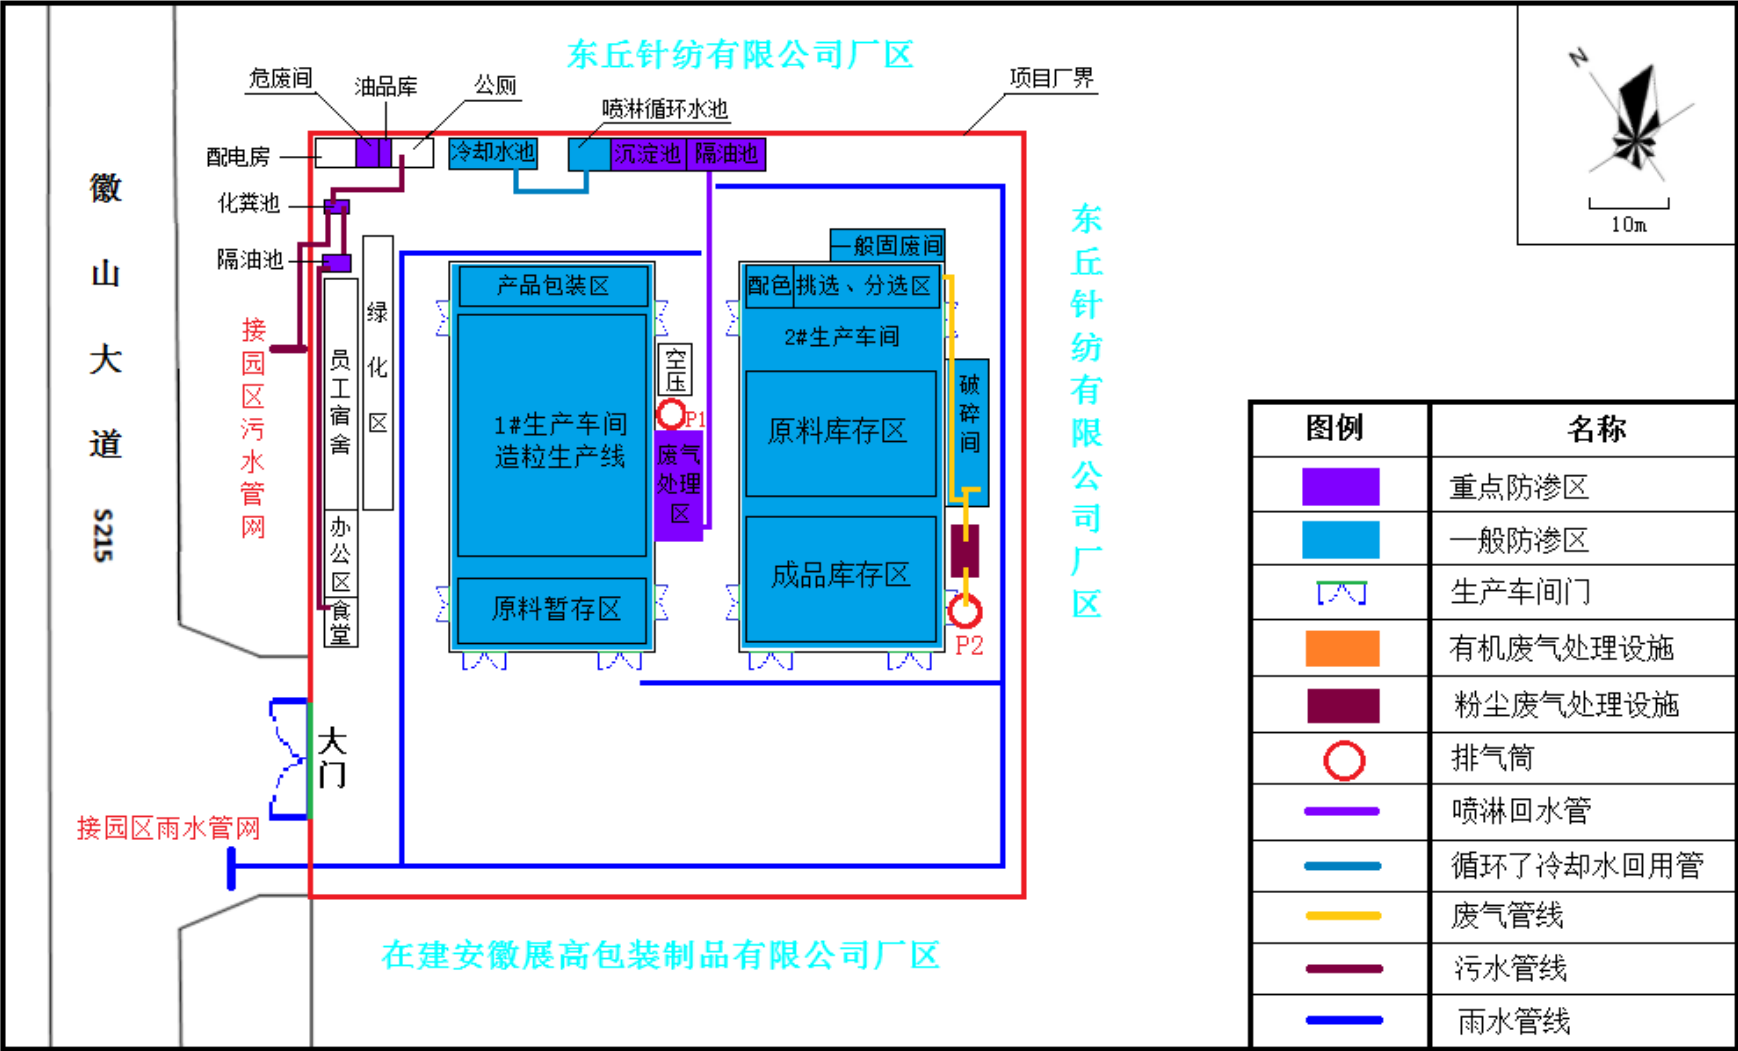 东丘针纺有限公司厂区
危废间
油品库
公厕
喷淋循环水池
项目厂界
N
10m
配电房
冷却水池
沉淀池
隔油池
化粪池
隔油池
徽山大道
S215
接园区污水管网
员工宿舍
绿化区
办公区
食堂
产品包装区
1#生产车间
造粒生产线
原料暂存区
空压
P1
废气处理区
一般固废间
配色
挑选、分选区
2#生产车间
原料库存区
成品库存区
破碎间
P2
东丘针纺有限公司厂区
大门
接园区雨水管网
在建安徽展高包装制品有限公司厂区
图例 名称
重点防渗区
一般防渗区
生产车间门
有机废气处理设施
粉尘废气处理设施
排气筒
喷淋回水管
循环了冷却水回用管
废气管线
污水管线
雨水管线